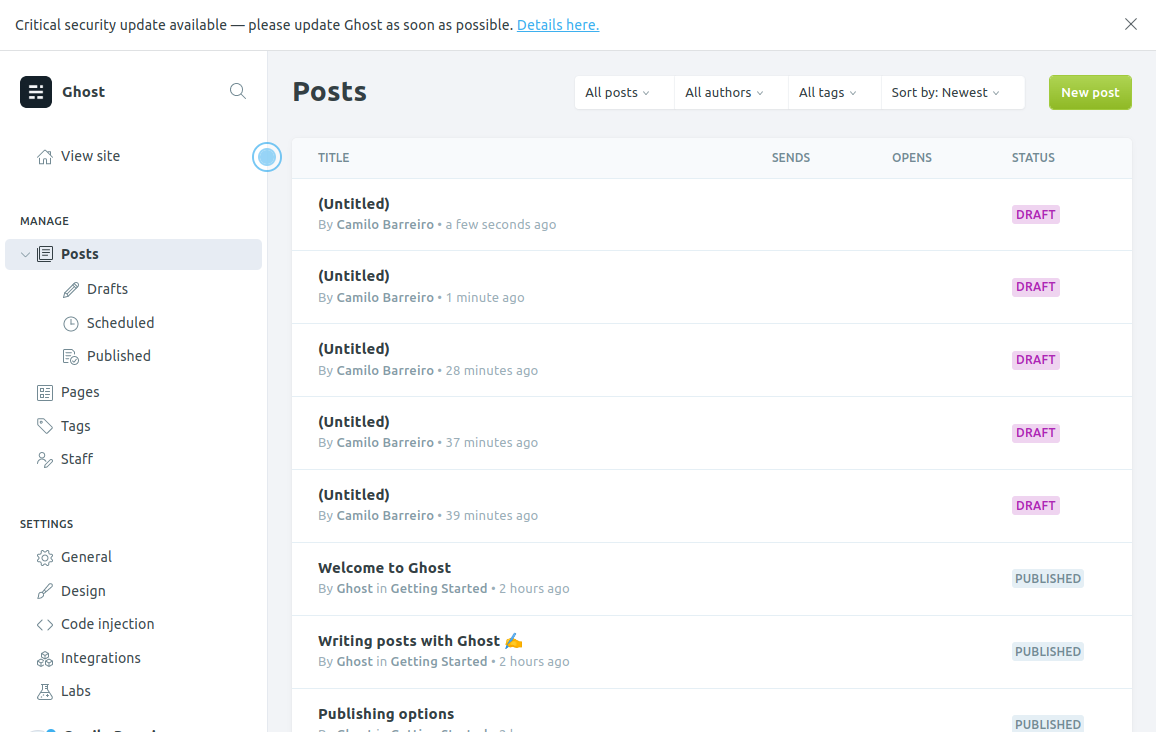 Critical security update available — please update Ghost as soon as possible. Details here.
Ghost
View site
MANAGE
Posts
Drafts
Scheduled
Published
Pages
Tags
Staff
SETTINGS
General
Design
Code injection
Integrations
Labs
Posts
All posts
All authors
All tags
Sort by: Newest
New post
TITLE SENDS OPENS STATUS
(Untitled)
By Camilo Barreiro • a few seconds ago
DRAFT
(Untitled)
By Camilo Barreiro • 1 minute ago
DRAFT
(Untitled)
By Camilo Barreiro • 28 minutes ago
DRAFT
(Untitled)
By Camilo Barreiro • 37 minutes ago
DRAFT
(Untitled)
By Camilo Barreiro • 39 minutes ago
DRAFT
Welcome to Ghost
By Ghost in Getting Started • 2 hours ago
PUBLISHED
Writing posts with Ghost ✍️
By Ghost in Getting Started • 2 hours ago
PUBLISHED
Publishing options
PUBLISHED